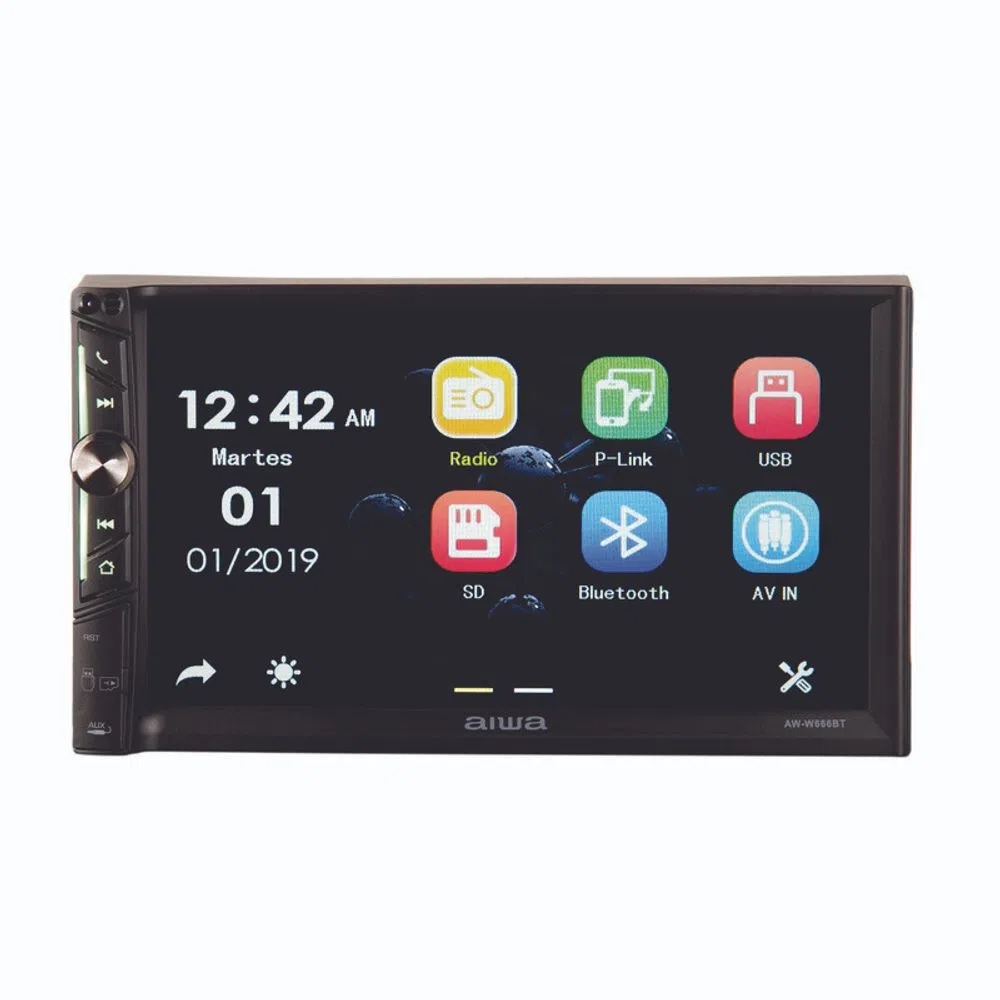 12:42 AM
Martes
01
01/2019
Radio
P-Link
USB
SD
Bluetooth
AV IN
RST
AUX
aiwa
AW-W666BT